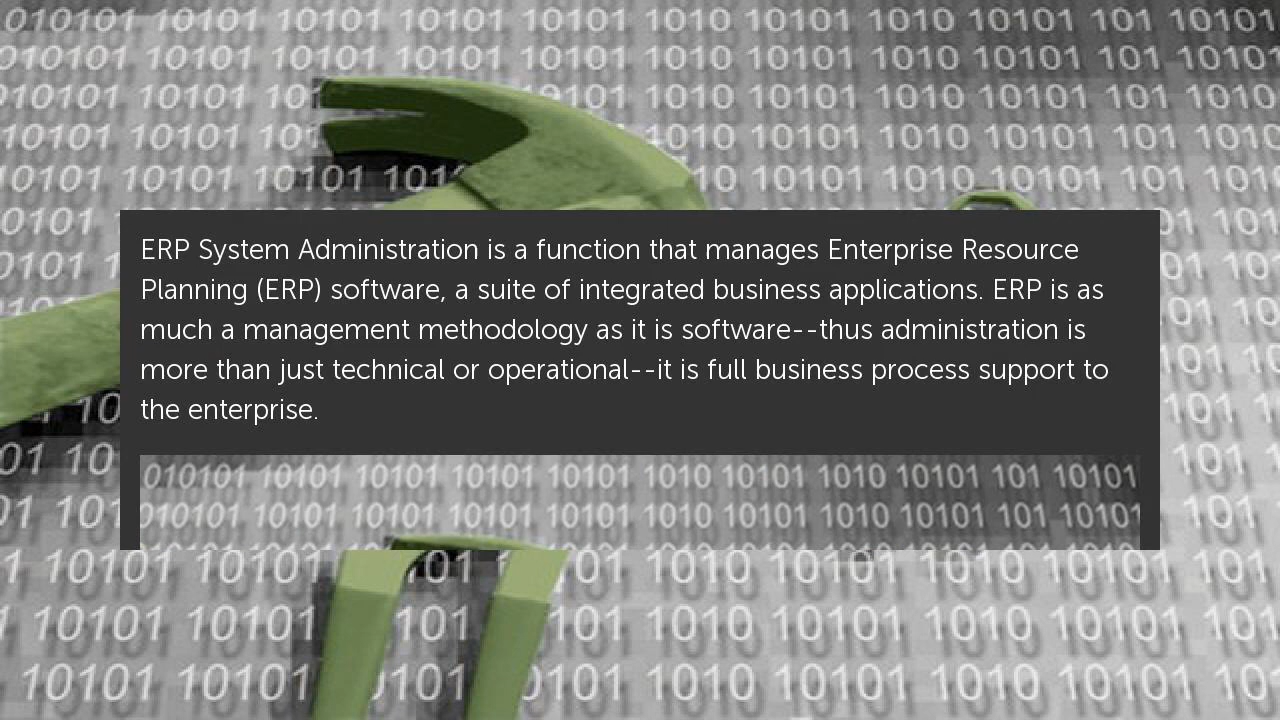 ERP System Administration is a function that manages Enterprise Resource
Planning (ERP) software, a suite of integrated business applications. ERP is as
much a management methodology as it is software--thus administration is
more than just technical or operational--it is full business process support to
the enterprise.